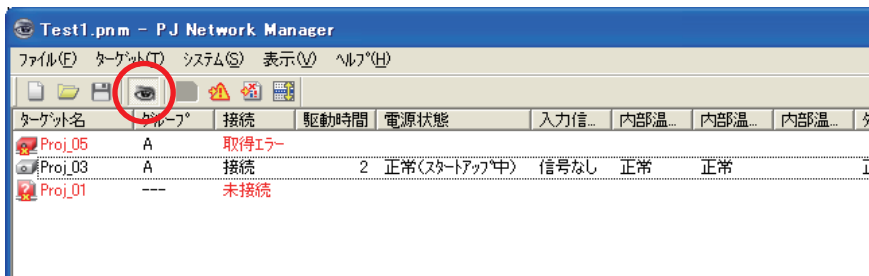 Test1.pnm - PJ Network Manager
ファイル(F) ターゲット(T) システム(S) 表示(V) ヘルプ(H)
ターゲット名 グループ 接続 駆動時間 電源状態 入力信... 内部温... 内部温... 内部温...
Proj_05 A 取得エラー
Proj_03 A 接続 2 正常(スタートアップ中) 信号なし 正常 正常
Proj_01 --- 未接続